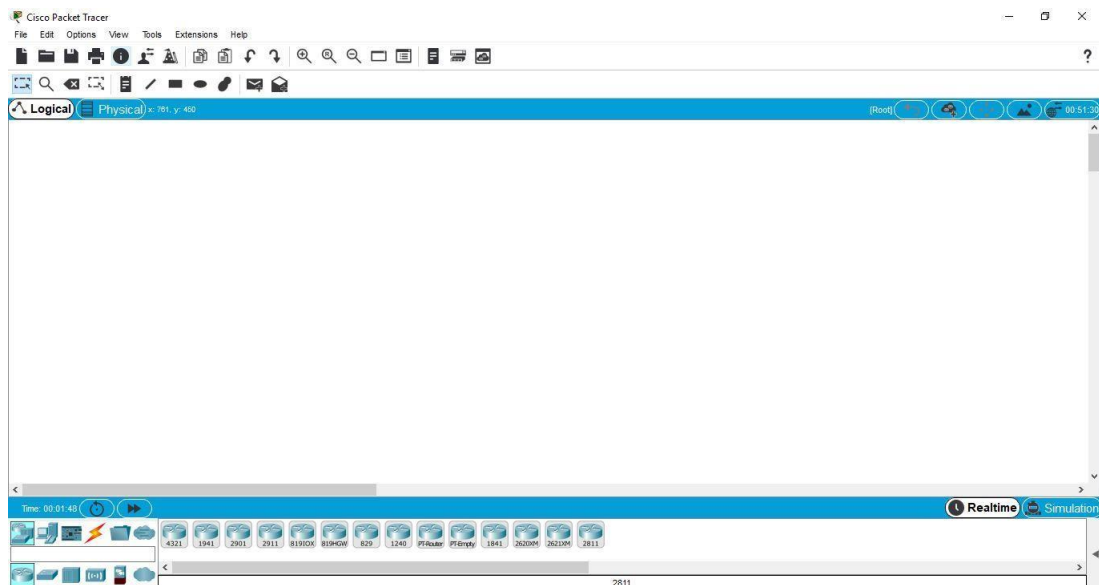 Cisco Packet Tracer
File Edit Options View Tools Extensions Help
Logical Physical x: 761, y: 450 [Root] 00:51:30
Time: 00:01:48 Realtime Simulation
4321 1941 2901 2911 819IOX 819HGW 829 1240 PT-Router PT-Empty 1841 2620XM 2621XM 2811
2811